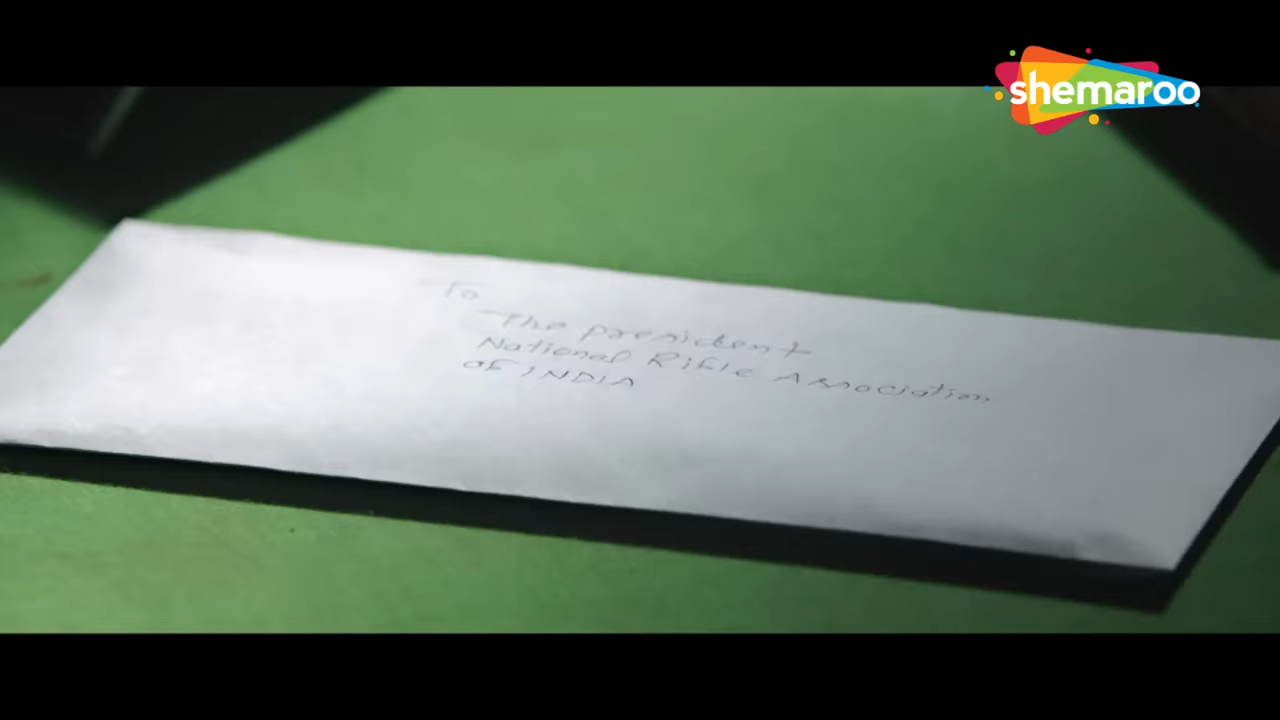 shemaroo
To
The president
National Rifle Association
of INDIA